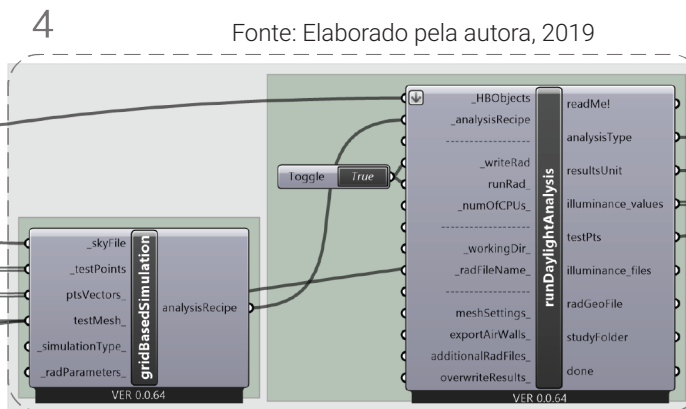 4
Fonte: Elaborado pela autora, 2019
_skyFile
_testPoints
ptsVectors_
testMesh_
_simulationType_
_radParameters_
gridBasedSimulation
analysisRecipe
VER 0.0.64
Toggle True
_HBObjects
_analysisRecipe
_writeRad
runRad_
_numOfCPUs_
_workingDir_
_radFileName_
meshSettings_
exportAirWalls_
additionalRadFiles_
overwriteResults_
runDaylightAnalysis
readMe!
analysisType
resultsUnit
illuminance_values
testPts
illuminance_files
radGeoFile
studyFolder
done
VER 0.0.64